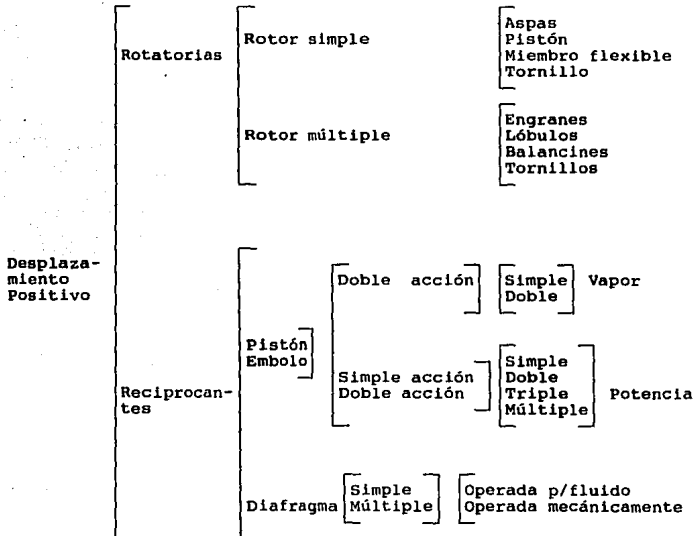 Desplaza-
miento
Positivo
Rotatorias
Rotor simple
Aspas
Pistón
Miembro flexible
Tornillo
Rotor múltiple
Engranes
Lóbulos
Balancines
Tornillos
Reciprocan-
tes
Pistón
Embolo
Doble acción
Simple
Doble
Vapor
Simple acción
Doble acción
Simple
Doble
Triple
Múltiple
Potencia
Diafragma
Simple
Múltiple
Operada p/fluido
Operada mecánicamente